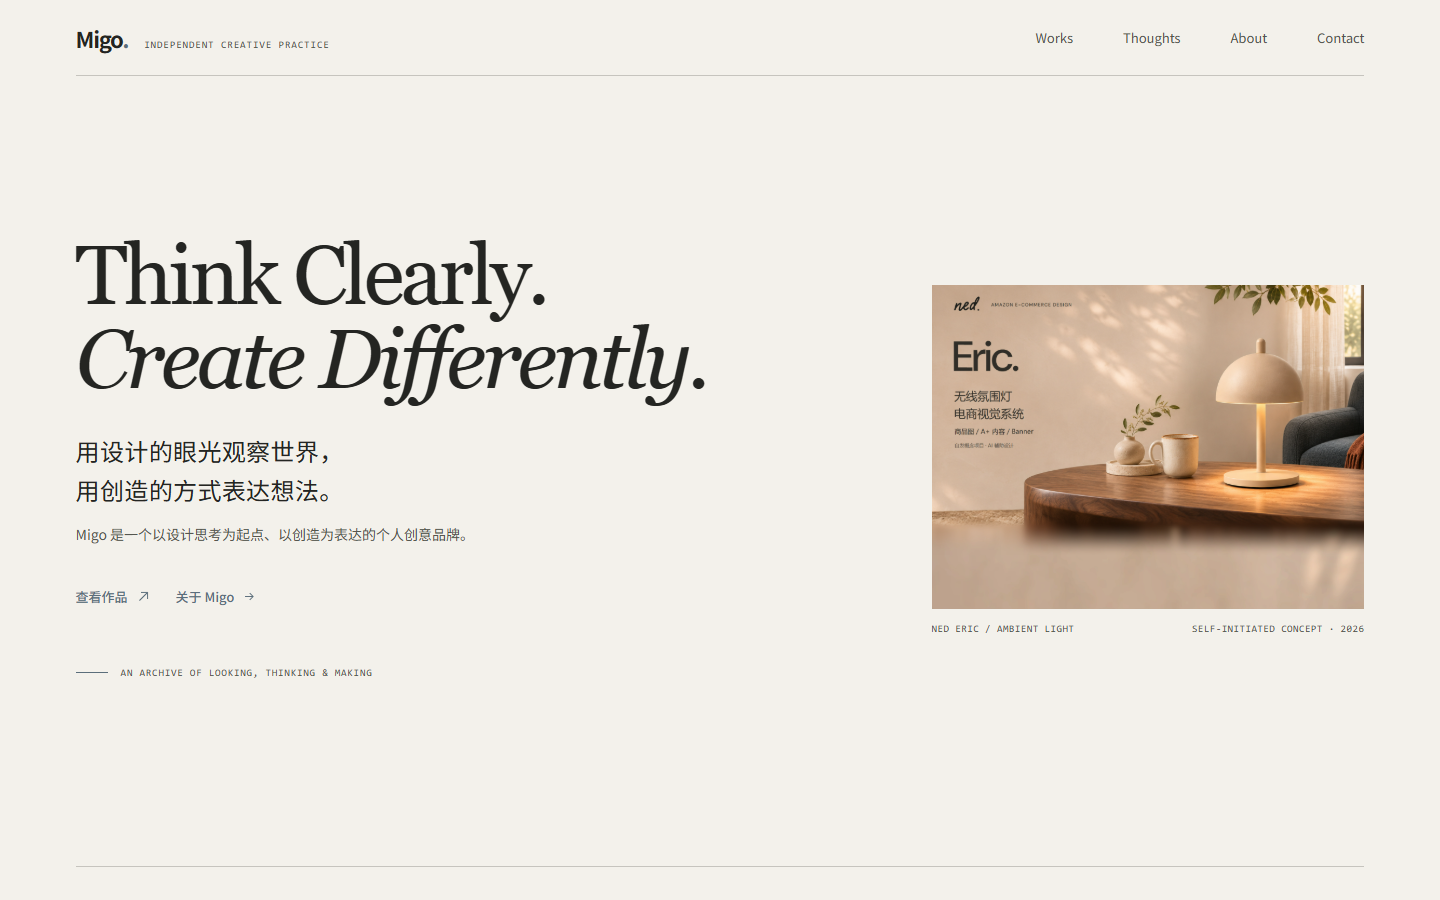 Migo.
INDEPENDENT CREATIVE PRACTICE
Works
Thoughts
About
Contact
Think Clearly.
Create Differently.
用设计的眼光观察世界，
用创造的方式表达想法。
Migo 是一个以设计思考为起点、以创造为表达的个人创意品牌。
查看作品 ↗
关于 Migo →
AN ARCHIVE OF LOOKING, THINKING & MAKING
ned.
AMAZON E-COMMERCE DESIGN
Eric.
无线氛围灯
电商视觉系统
商品图 / A+ 内容 / Banner
NED ERIC / AMBIENT LIGHT
SELF-INITIATED CONCEPT · 2026